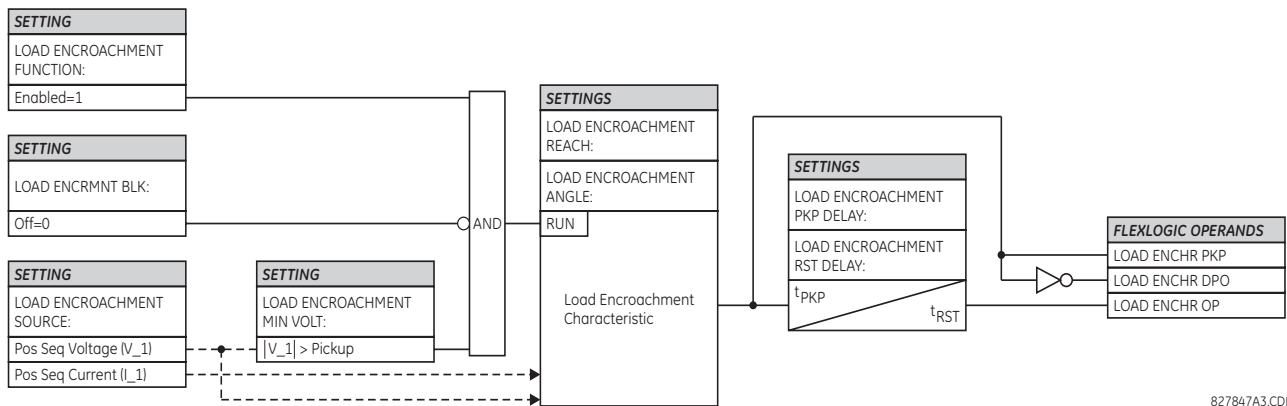 SETTING
LOAD ENCROACHMENT
FUNCTION:
Enabled=1
SETTING
LOAD ENCRMNT BLK:
Off=0
SETTING
LOAD ENCROACHMENT
SOURCE:
Pos Seq Voltage (V_1)
Pos Seq Current (I_1)
SETTING
LOAD ENCROACHMENT
MIN VOLT:
|V_1| > Pickup
AND
SETTINGS
LOAD ENCROACHMENT
REACH:
LOAD ENCROACHMENT
ANGLE:
RUN
Load Encroachment
Characteristic
SETTINGS
LOAD ENCROACHMENT
PKP DELAY:
LOAD ENCROACHMENT
RST DELAY:
tPKP
tRST
FLEXLOGIC OPERANDS
LOAD ENCHR PKP
LOAD ENCHR DPO
LOAD ENCHR OP